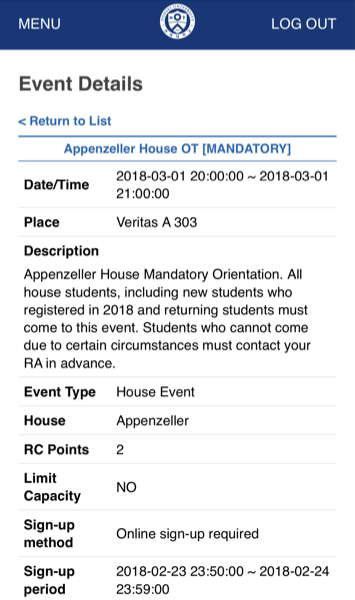 MENU
LOG OUT
Event Details
< Return to List
Appenzeller House OT [MANDATORY]
Date/Time
2018-03-01 20:00:00 ~ 2018-03-01
21:00:00
Place
Veritas A 303
Description
Appenzeller House Mandatory Orientation. All
house students, including new students who
registered in 2018 and returning students must
come to this event. Students who cannot come
due to certain circumstances must contact your
RA in advance.
Event Type
House Event
House
Appenzeller
RC Points
2
Limit
Capacity
NO
Sign-up
method
Online sign-up required
Sign-up
period
2018-02-23 23:50:00 ~ 2018-02-24
23:59:00